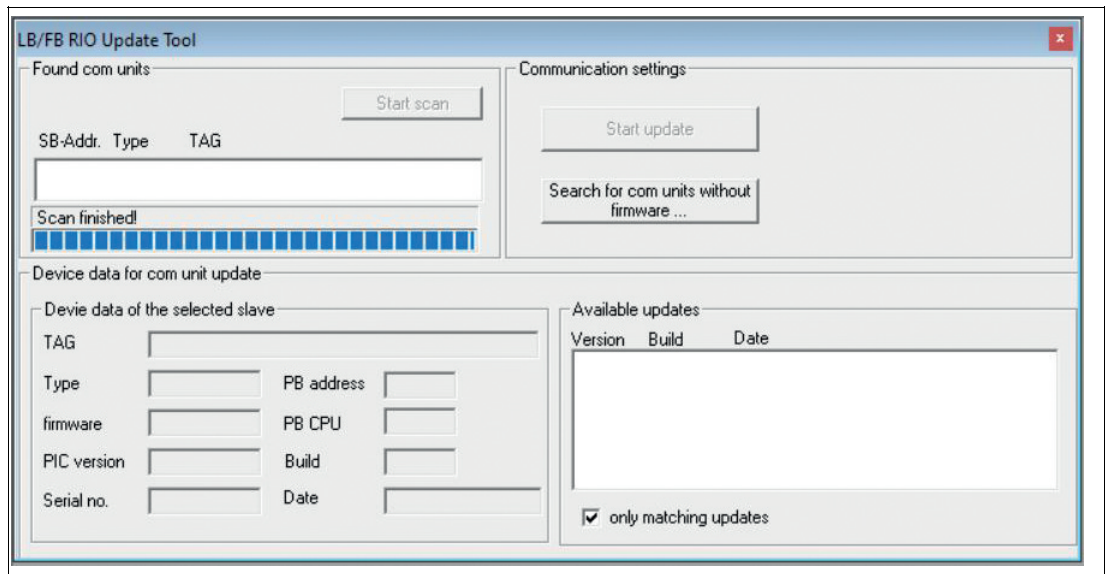 LB/FB RIO Update Tool
x
Found com units
Start scan
SB-Addr. Type TAG
Scan finished!
Communication settings
Start update
Search for com units without
firmware ...
Device data for com unit update
Devie data of the selected slave
TAG
Type
PB address
firmware
PB CPU
PIC version
Build
Serial no.
Date
Available updates
Version Build Date
only matching updates